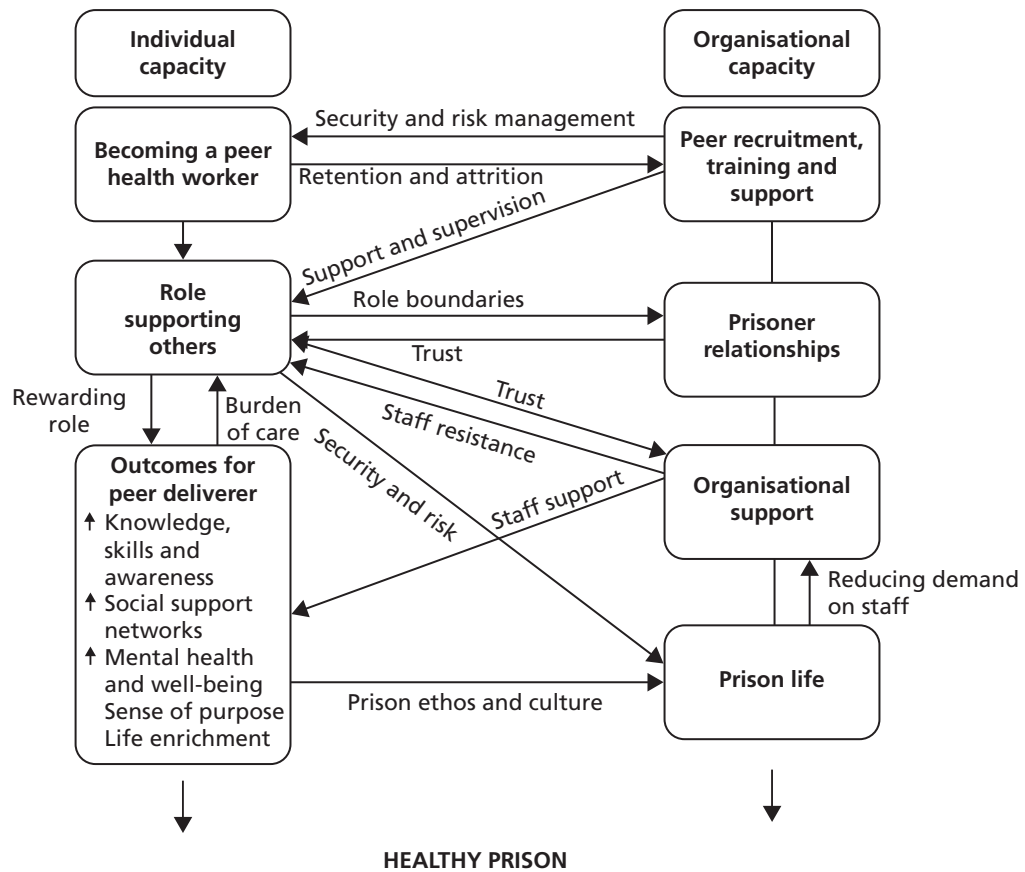 Individual
capacity
Organisational
capacity
Becoming a peer
health worker
Security and risk management
Retention and attrition
Peer recruitment,
training and
support
Support and supervision
Role
supporting
others
Role boundaries
Trust
Prisoner
relationships
Trust
Staff resistance
Rewarding
role
Burden
of care
Security and risk
Staff support
Organisational
support
Outcomes for
peer deliverer
Knowledge,
skills and
awareness
Social support
networks
Mental health
and well-being
Sense of purpose
Life enrichment
Reducing demand
on staff
Prison life
Prison ethos and culture
HEALTHY PRISON